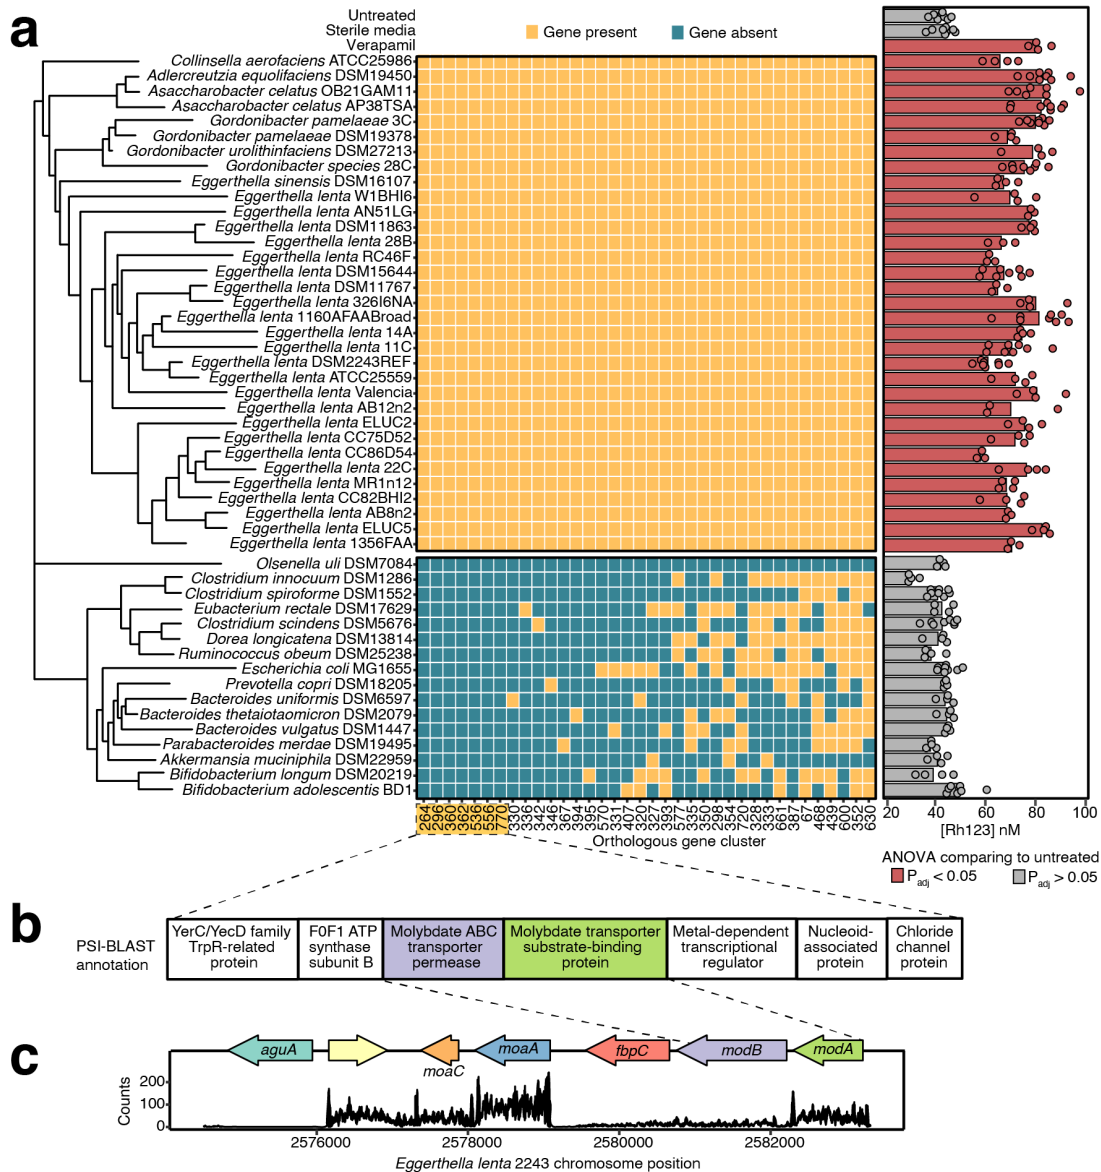 a
Untreated
Sterile media
Verapamil
Gene present
Gene absent
Collinsella aerofaciens ATCC25986
Adlercreutzia equolifaciens DSM19450
Asaccharobacter celatus OB21GAM11
Asaccharobacter celatus AP38TSA
Gordonibacter pamelaeae 3C
Gordonibacter pamelaeae DSM19378
Gordonibacter urolithinfaciens DSM27213
Gordonibacter species 28C
Eggerthella sinensis DSM16107
Eggerthella lenta W1BHI6
Eggerthella lenta AN51LG
Eggerthella lenta DSM11863
Eggerthella lenta 28B
Eggerthella lenta RC46F
Eggerthella lenta DSM15644
Eggerthella lenta DSM11767
Eggerthella lenta 326I6NA
Eggerthella lenta 1160AFAABroad
Eggerthella lenta 14A
Eggerthella lenta 11C
Eggerthella lenta DSM2243REF
Eggerthella lenta ATCC25559
Eggerthella lenta Valencia
Eggerthella lenta AB12n2
Eggerthella lenta ELUC2
Eggerthella lenta CC75D52
Eggerthella lenta CC86D54
Eggerthella lenta 22C
Eggerthella lenta MR1n12
Eggerthella lenta CC82BHI2
Eggerthella lenta AB8n2
Eggerthella lenta ELUC5
Eggerthella lenta 1356FAA
Olsenella uli DSM7084
Clostridium innocuum DSM1286
Clostridium spiroforme DSM1552
Eubacterium rectale DSM17629
Clostridium scindens DSM5676
Dorea longicatena DSM13814
Ruminococcus obeum DSM25238
Escherichia coli MG1655
Prevotella copri DSM18205
Bacteroides uniformis DSM6597
Bacteroides thetaiotaomicron DSM2079
Bacteroides vulgatus DSM1447
Parabacteroides merdae DSM19495
Akkermansia muciniphila DSM22959
Bifidobacterium longum DSM20219
Bifidobacterium adolescentis BD1
264 296 360 362 536 556 770 330 336 342 346 367 394 395 570 331 407 320 327 393 577 335 358 298 350 728 328 333 661 387 67 468 439 600 352 630
Orthologous gene cluster
20 40 60 80 100
[Rh123] nM
ANOVA comparing to untreated
Padj < 0.05
Padj > 0.05
b
PSI-BLAST
annotation
YerC/YecD family
TrpR-related
protein
F0F1 ATP
synthase
subunit B
Molybdate ABC
transporter
permease
Molybdate transporter
substrate-binding
protein
Metal-dependent
transcriptional
regulator
Nucleoid-
associated
protein
Chloride
channel
protein
c
aguA
moaC
moaA
fbpC
modB
modA
Counts
200
100
0
2576000 2578000 2580000 2582000
Eggerthella lenta 2243 chromosome position